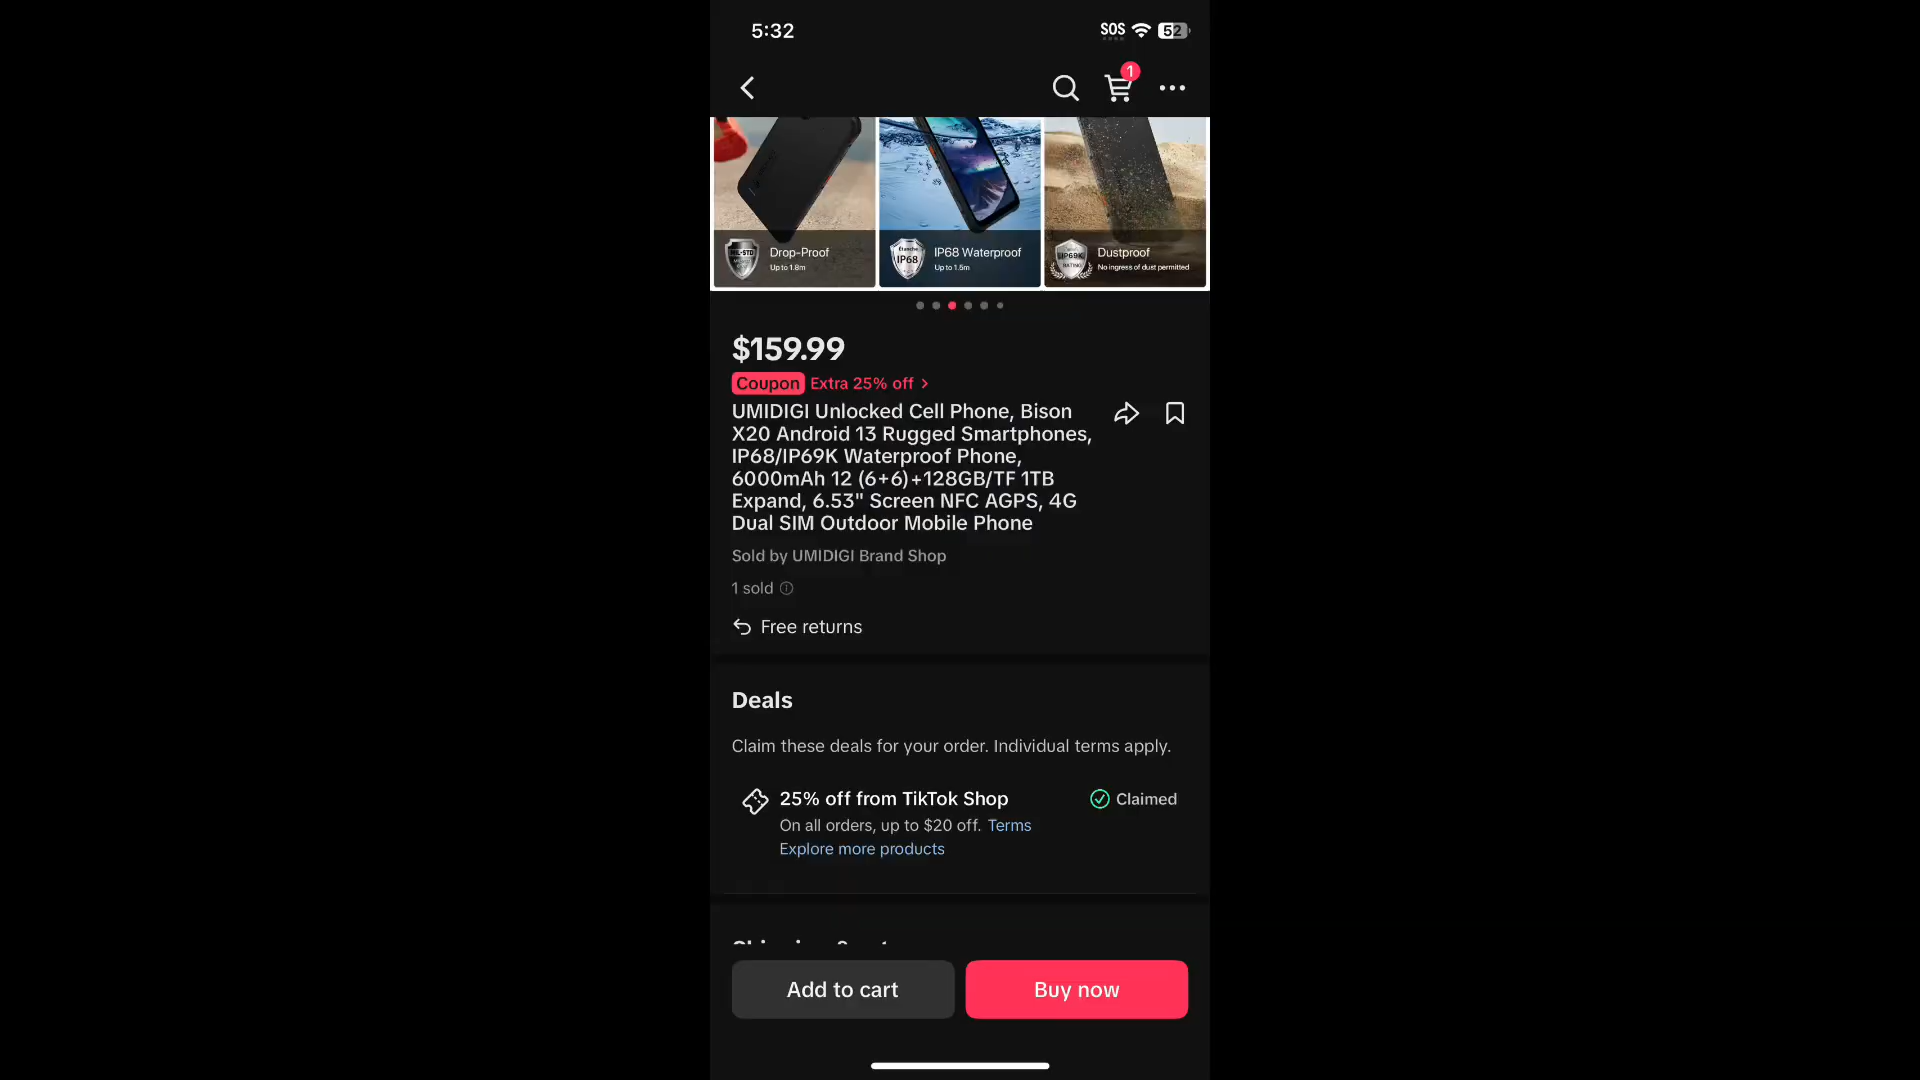 5:32
SOS
52
1
MIL-STD
Drop-Proof
Up to 1.8m
Étanche
IP68
IP68 Waterproof
Up to 1.5m
IP69K
Dustproof
No ingress of dust permitted
$159.99
Coupon Extra 25% off >
UMIDIGI Unlocked Cell Phone, Bison
X20 Android 13 Rugged Smartphones,
IP68/IP69K Waterproof Phone,
6000mAh 12 (6+6)+128GB/TF 1TB
Expand, 6.53" Screen NFC AGPS, 4G
Dual SIM Outdoor Mobile Phone
Sold by UMIDIGI Brand Shop
1 sold
Free returns
Deals
Claim these deals for your order. Individual terms apply.
25% off from TikTok Shop
Claimed
On all orders, up to $20 off. Terms
Explore more products
Add to cart
Buy now